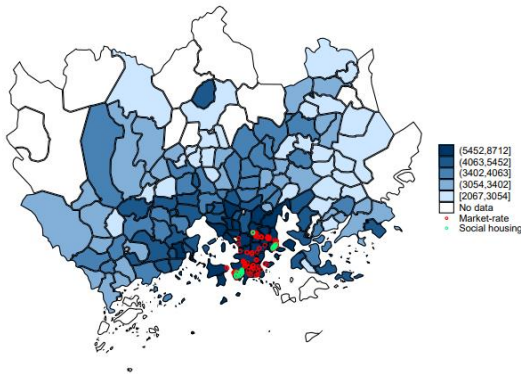 (5452,8712]
(4063,5452]
(3402,4063]
(3054,3402]
[2067,3054]
No data
Market-rate
Social housing